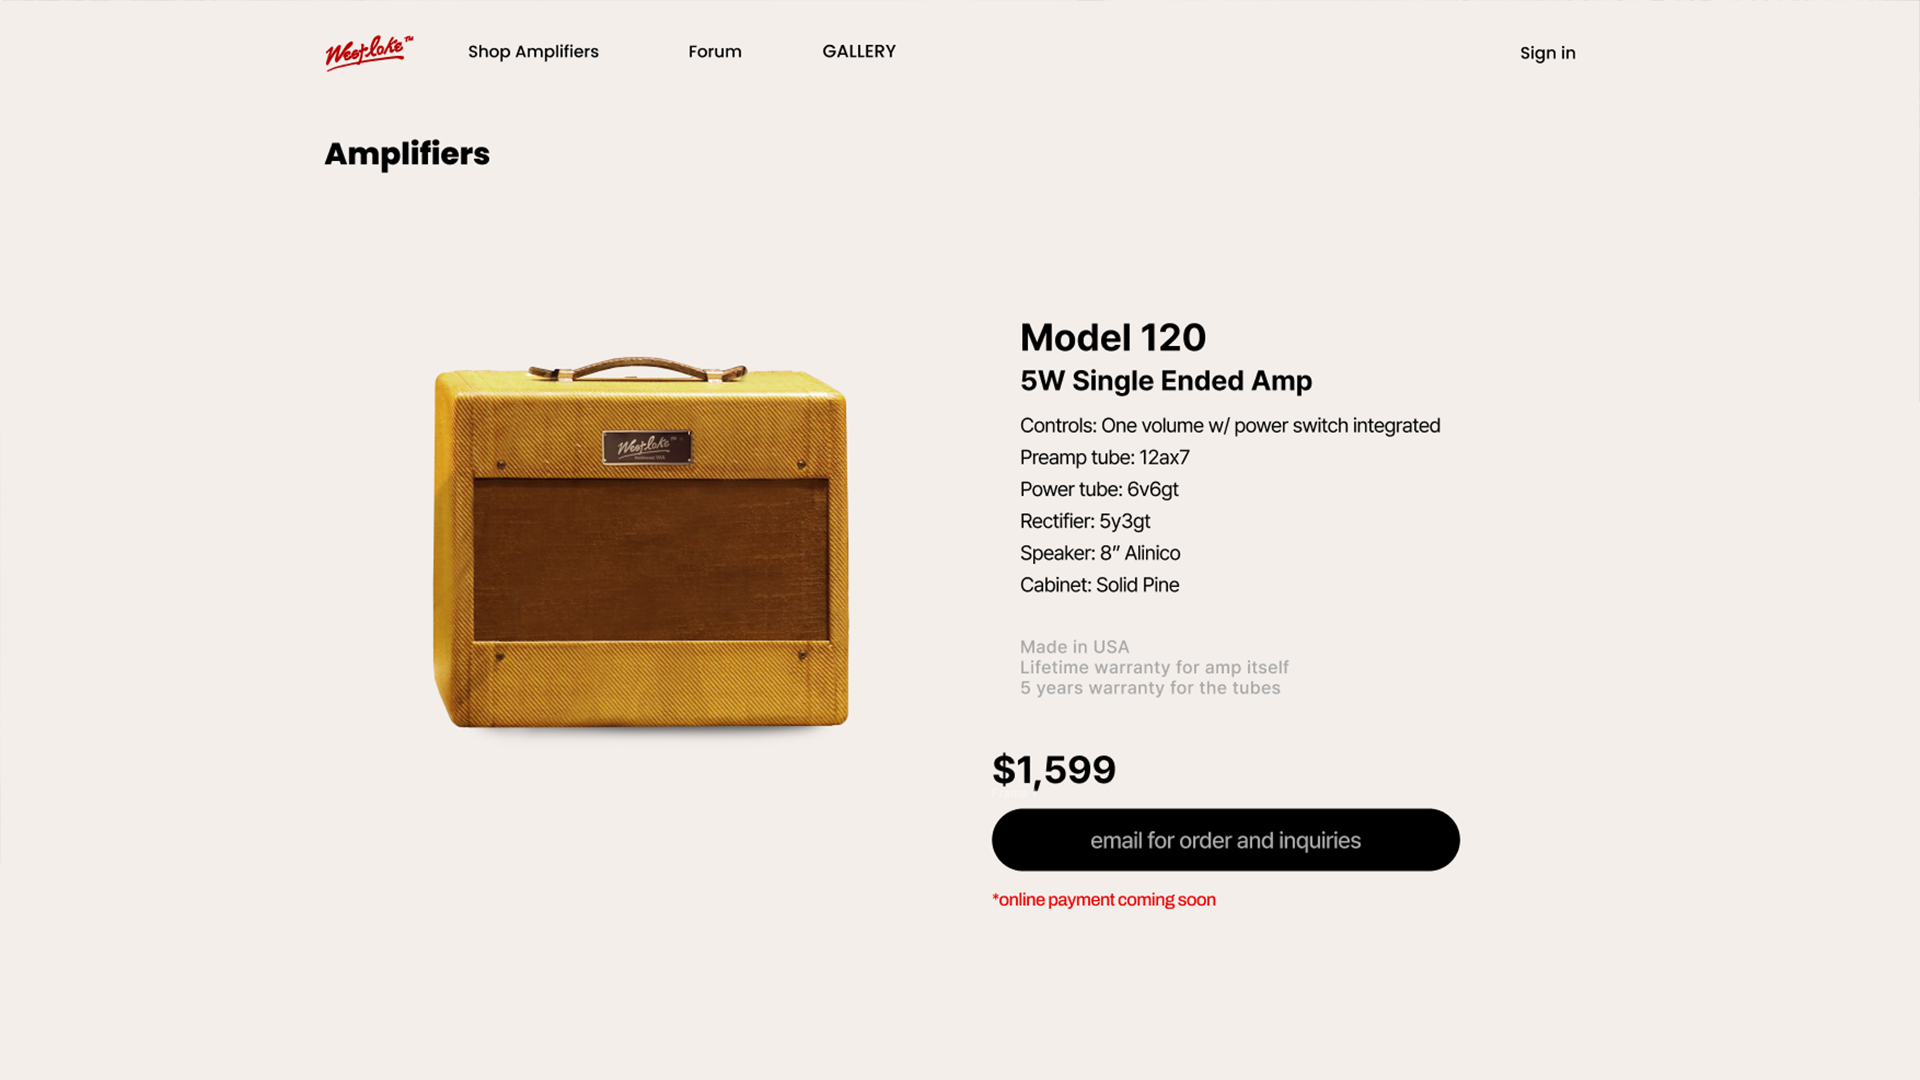 Westlake™
Shop Amplifiers
Forum
GALLERY
Sign in
Amplifiers
Westlake™
Model 120
5W Single Ended Amp
Controls: One volume w/ power switch integrated
Preamp tube: 12ax7
Power tube: 6v6gt
Rectifier: 5y3gt
Speaker: 8” Alinico
Cabinet: Solid Pine
Made in USA
Lifetime warranty for amp itself
5 years warranty for the tubes
$1,599
email for order and inquiries
*online payment coming soon